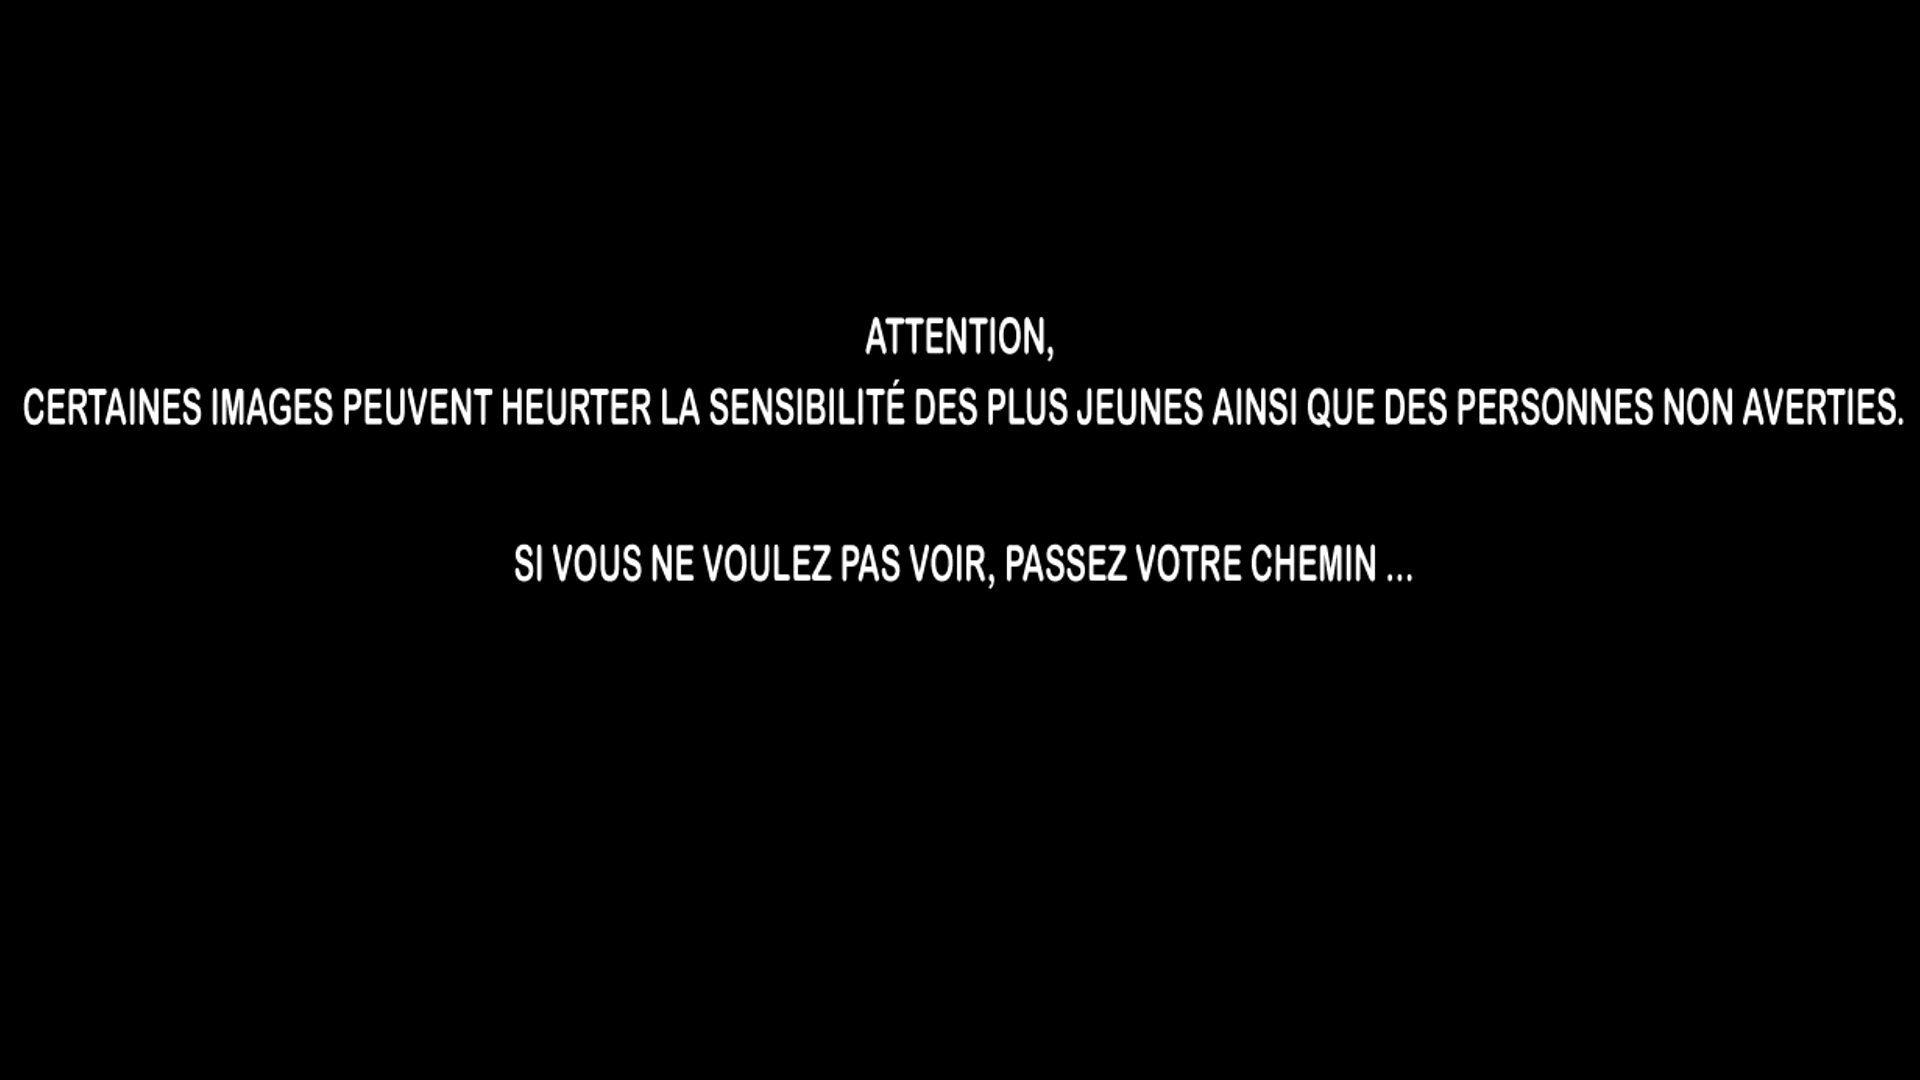 ATTENTION,
CERTAINES IMAGES PEUVENT HEURTER LA SENSIBILITÉ DES PLUS JEUNES AINSI QUE DES PERSONNES NON AVERTIES.
SI VOUS NE VOULEZ PAS VOIR, PASSEZ VOTRE CHEMIN ...